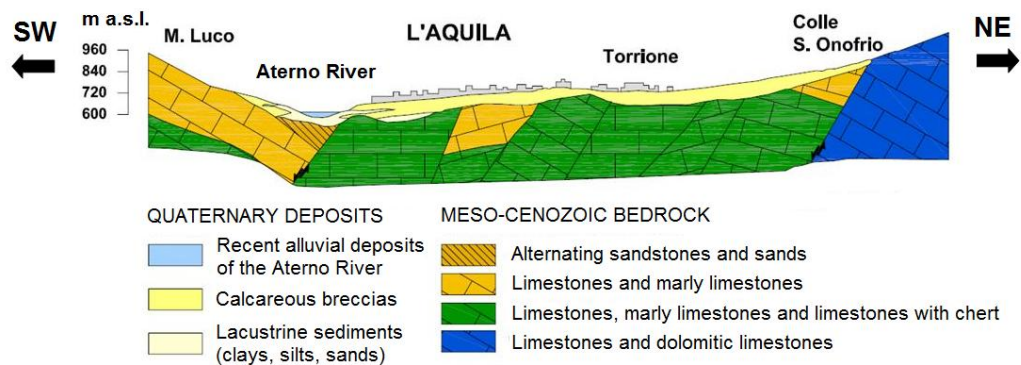 SW
m a.s.l.
L'AQUILA
Colle
NE
M. Luco
Torrione
S. Onofrio
960
Aterno River
840
720
600
QUATERNARY DEPOSITS
MESO-CENOZOIC BEDROCK
Recent alluvial deposits
of the Aterno River
Alternating sandstones and sands
Calcareous breccias
Limestones and marly limestones
Lacustrine sediments
(clays, silts, sands)
Limestones, marly limestones and limestones with chert
Limestones and dolomitic limestones